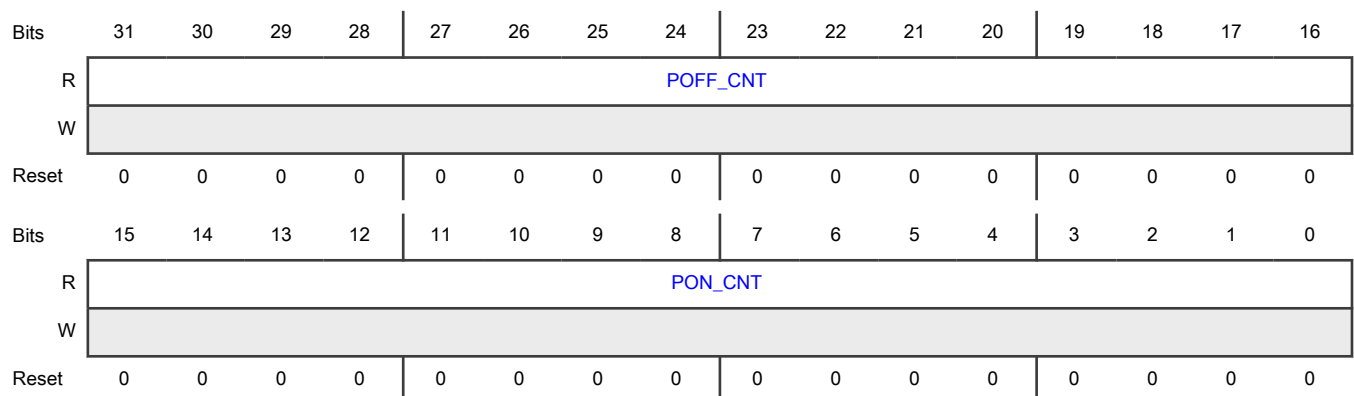 Bits 31 30 29 28 27 26 25 24 23 22 21 20 19 18 17 16
R POFF_CNT
W
Reset 0 0 0 0 0 0 0 0 0 0 0 0 0 0 0 0
Bits 15 14 13 12 11 10 9 8 7 6 5 4 3 2 1 0
R PON_CNT
W
Reset 0 0 0 0 0 0 0 0 0 0 0 0 0 0 0 0